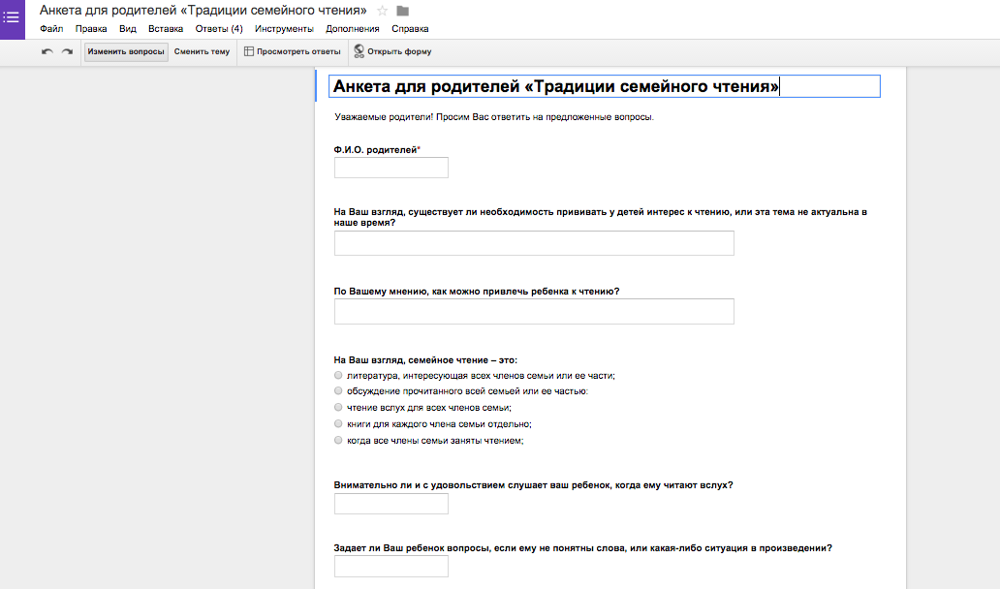 Анкета для родителей «Традиции семейного чтения»
Файл Правка Вид Вставка Ответы (4) Инструменты Дополнения Справка
Изменить вопросы Сменить тему Просмотреть ответы Открыть форму
Анкета для родителей «Традиции семейного чтения»
Уважаемые родители! Просим Вас ответить на предложенные вопросы.
Ф.И.О. родителей*
На Ваш взгляд, существует ли необходимость прививать у детей интерес к чтению, или эта тема не актуальна в
наше время?
По Вашему мнению, как можно привлечь ребенка к чтению?
На Ваш взгляд, семейное чтение – это:
литература, интересующая всех членов семьи или ее части;
обсуждение прочитанного всей семьей или ее частью:
чтение вслух для всех членов семьи;
книги для каждого члена семьи отдельно;
когда все члены семьи заняты чтением;
Внимательно ли и с удовольствием слушает ваш ребенок, когда ему читают вслух?
Задает ли Ваш ребенок вопросы, если ему не понятны слова, или какая-либо ситуация в произведении?